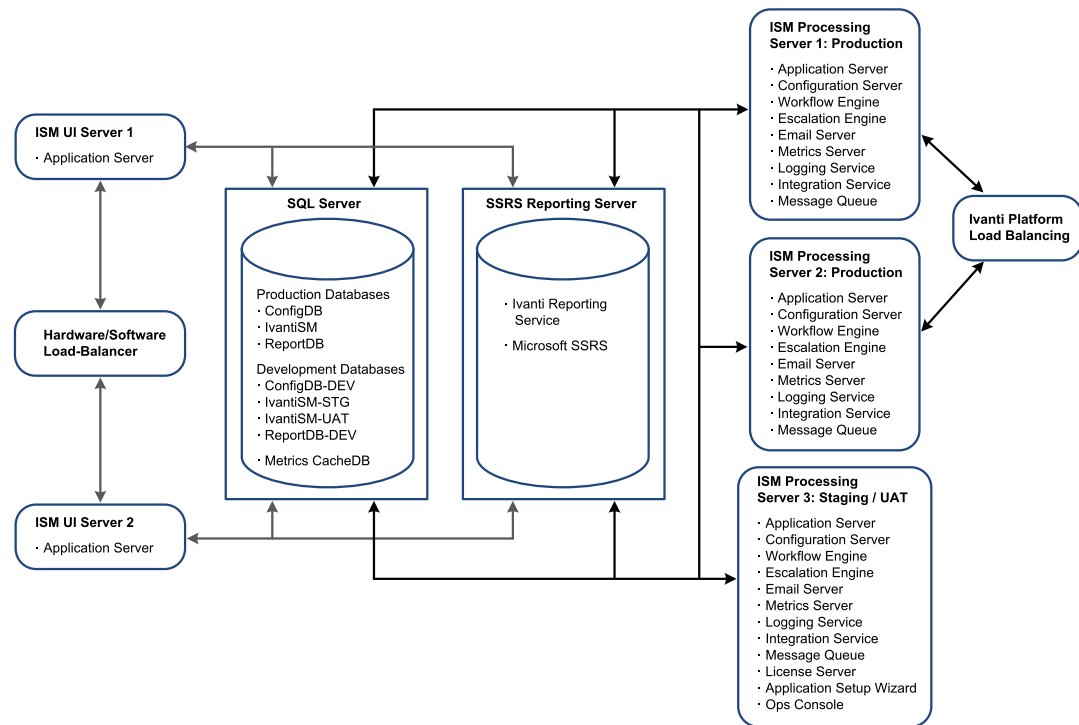 ISM UI Server 1
· Application Server
Hardware/Software
Load-Balancer
ISM UI Server 2
· Application Server
SQL Server
Production Databases
· ConfigDB
· IvantiSM
· ReportDB
Development Databases
· ConfigDB-DEV
· IvantiSM-STG
· IvantiSM-UAT
· ReportDB-DEV
· Metrics CacheDB
SSRS Reporting Server
· Ivanti Reporting
Service
· Microsoft SSRS
ISM Processing
Server 1: Production
· Application Server
· Configuration Server
· Workflow Engine
· Escalation Engine
· Email Server
· Metrics Server
· Logging Service
· Integration Service
· Message Queue
ISM Processing
Server 2: Production
· Application Server
· Configuration Server
· Workflow Engine
· Escalation Engine
· Email Server
· Metrics Server
· Logging Service
· Integration Service
· Message Queue
ISM Processing
Server 3: Staging / UAT
· Application Server
· Configuration Server
· Workflow Engine
· Escalation Engine
· Email Server
· Metrics Server
· Logging Service
· Integration Service
· Message Queue
· License Server
· Application Setup Wizard
· Ops Console
Ivanti Platform
Load Balancing